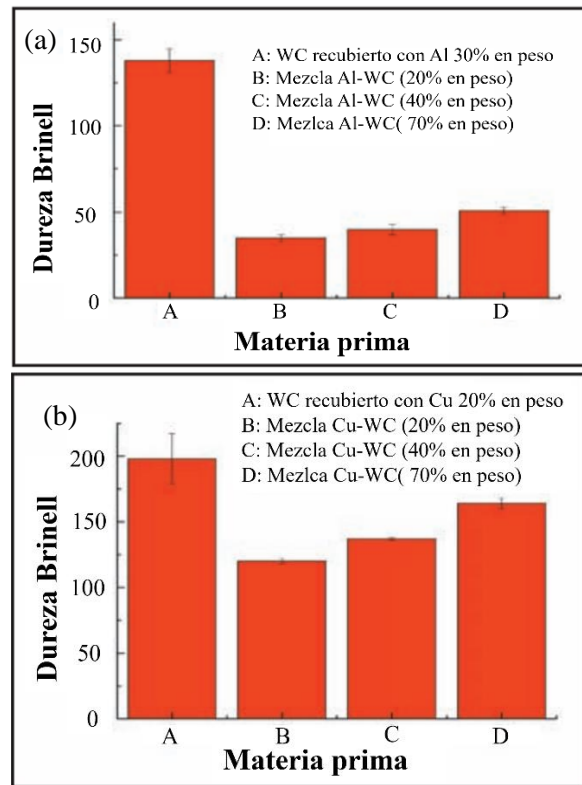 (a)
150
100
50
0
Dureza Brinell
A: WC recubierto con Al 30% en peso
B: Mezcla Al-WC (20% en peso)
C: Mezcla Al-WC (40% en peso)
D: Mezlca Al-WC( 70% en peso)
A B C D
Materia prima
(b)
200
150
100
50
0
Dureza Brinell
A: WC recubierto con Cu 20% en peso
B: Mezcla Cu-WC (20% en peso)
C: Mezcla Cu-WC (40% en peso)
D: Mezlca Cu-WC( 70% en peso)
A B C D
Materia prima